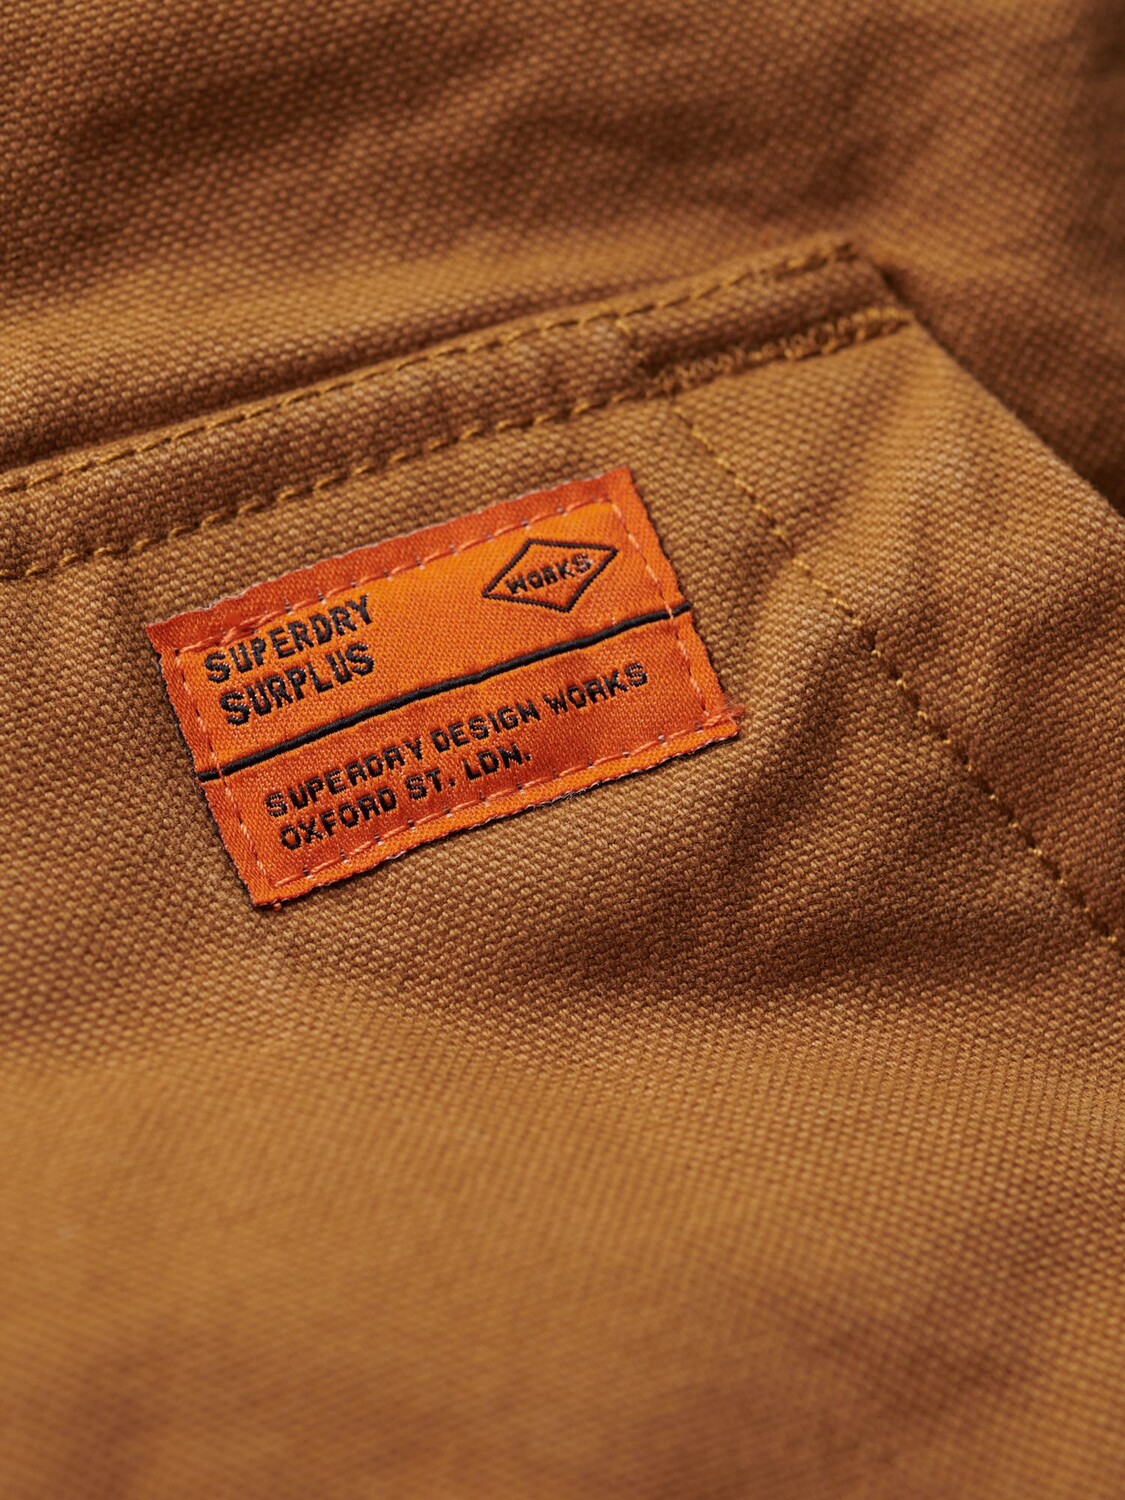 SUPERDRY
SURPLUS
WORKS
SUPERDRY DESIGN WORKS
OXFORD ST, LDN.